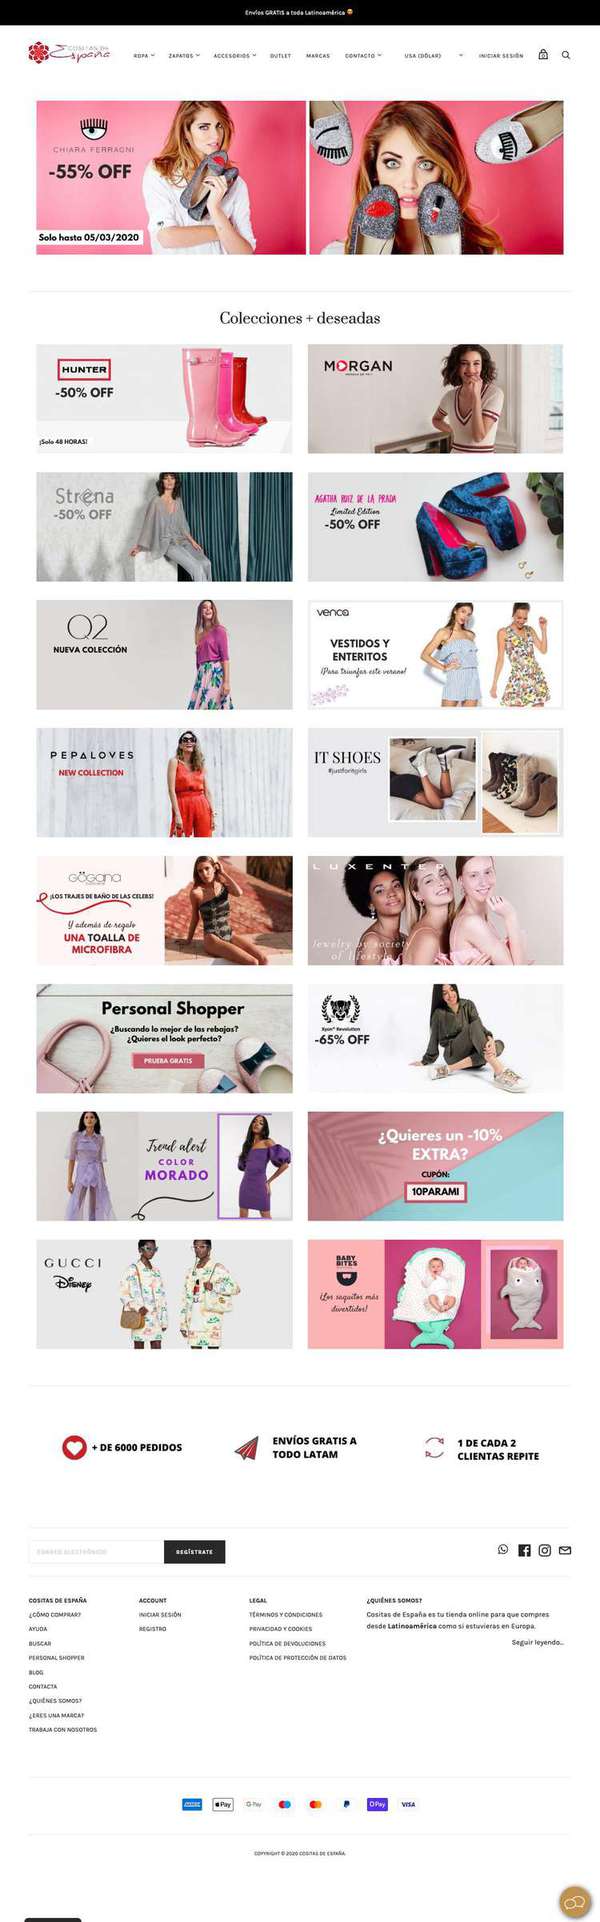 Envíos GRATIS a toda Latinoamérica 😍
COSITAS DE
España
ROPA
ZAPATOS
ACCESORIOS
OUTLET
MARCAS
CONTACTO
USA (DÓLAR)
INICIAR SESIÓN
0
CHIARA FERRAGNI
-55% OFF
Solo hasta 05/03/2020
Colecciones + deseadas
HUNTER
-50% OFF
¡Solo 48 HORAS!
MORGAN
Strêna
-50% OFF
AGATHA RUIZ DE LA PRADA
Limited Edition
-50% OFF
Q2
NUEVA COLECCIÓN
venca
VESTIDOS Y
ENTERITOS
¡Para triunfar este verano!
PEPALOVES
NEW COLLECTION
IT SHOES
#justforitgirls
¡LOS TRAJES DE BAÑO DE LAS CELEBS!
Y además de regalo
UNA TOALLA DE
MICROFIBRA
LUXENTER
Jewelry by society
of lifestyle
Personal Shopper
¿Buscando lo mejor de las rebajas?
¿Quieres el look perfecto?
PRUEBA GRATIS
Xyon® Revolution
-65% OFF
Trend alert
COLOR
MORADO
¿Quieres un -10%
EXTRA?
CUPÓN:
10PARAMI
GUCCI
Disney
BABY
BITES
¡Los saquitos más
divertidos!
+ DE 6000 PEDIDOS
ENVÍOS GRATIS A
TODO LATAM
1 DE CADA 2
CLIENTAS REPITE
CORREO ELECTRÓNICO
REGÍSTRATE
COSITAS DE ESPAÑA
¿CÓMO COMPRAR?
AYUDA
BUSCAR
PERSONAL SHOPPER
BLOG
CONTACTA
¿QUIÉNES SOMOS?
¿ERES UNA MARCA?
TRABAJA CON NOSOTROS
ACCOUNT
INICIAR SESIÓN
REGISTRO
LEGAL
TÉRMINOS Y CONDICIONES
PRIVACIDAD Y COOKIES
POLÍTICA DE DEVOLUCIONES
POLÍTICA DE PROTECCIÓN DE DATOS
¿QUIÉNES SOMOS?
Cositas de España es tu tienda online para que compres
desde Latinoamérica como si estuvieras en Europa.
Seguir leyendo...
AMEX
Pay
G Pay
Pay
VISA
COPYRIGHT © 2020 COSITAS DE ESPAÑA.